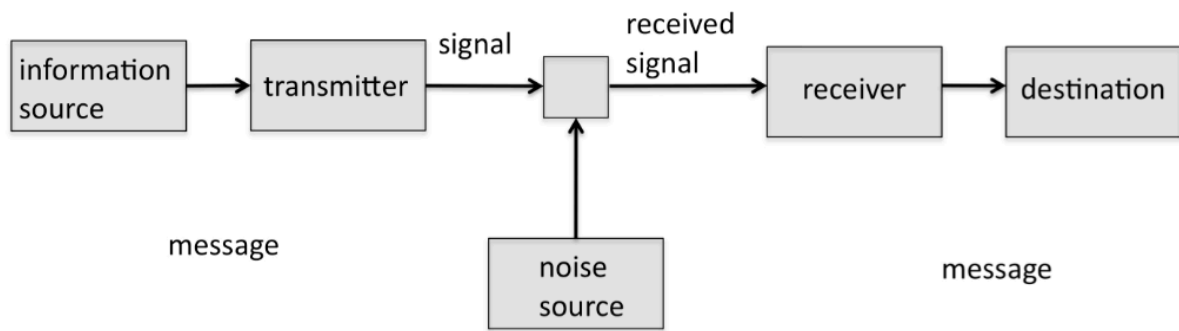 information
source
transmitter
signal
received
signal
receiver
destination
message
noise
source
message